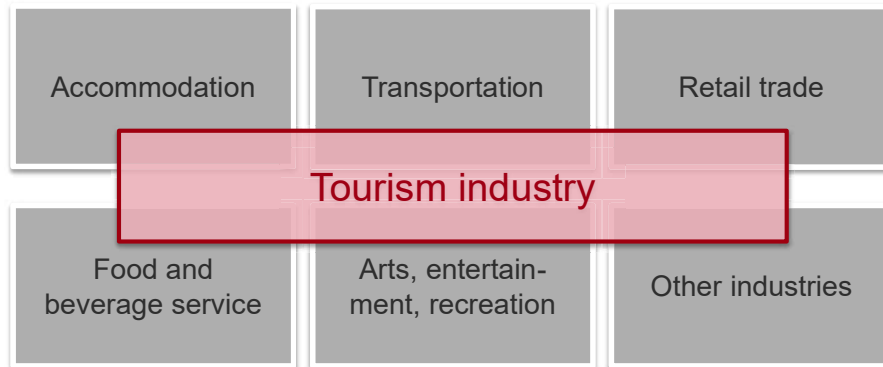 Accommodation
Transportation
Retail trade
Tourism industry
Food and
beverage service
Arts, entertain-
ment, recreation
Other industries